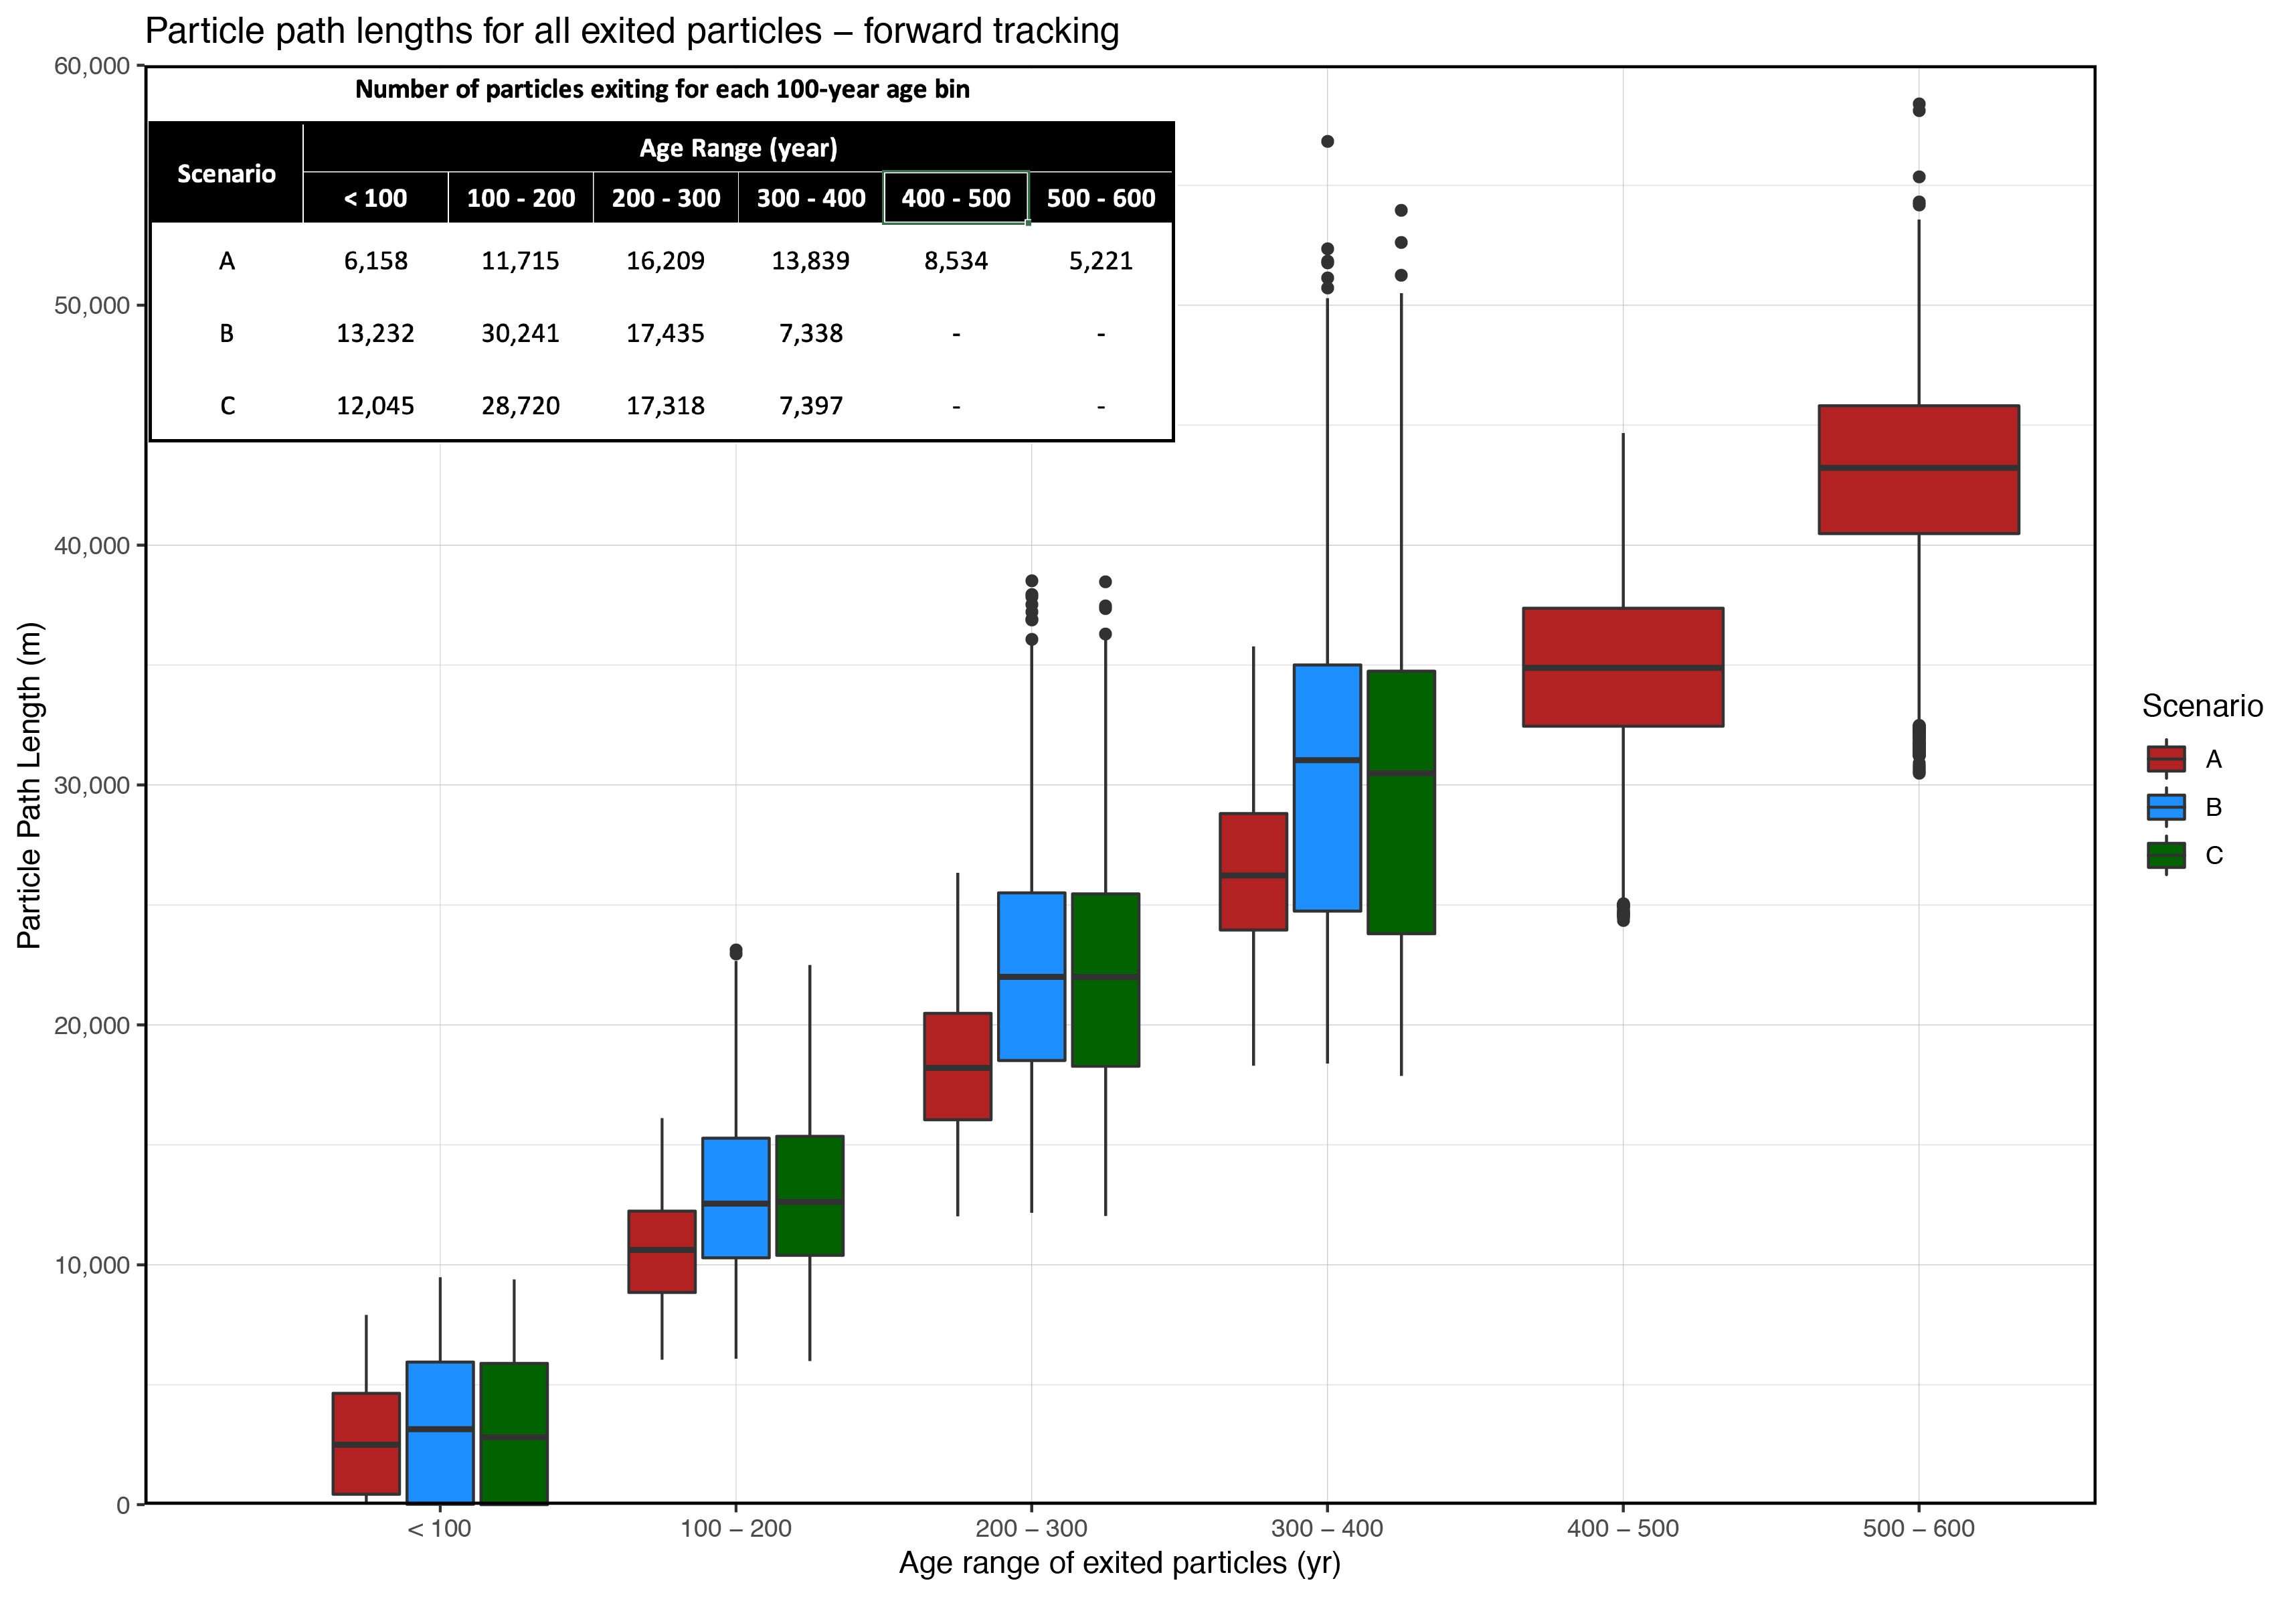 Particle path lengths for all exited particles – forward tracking
60,000
Number of particles exiting for each 100-year age bin
Scenario
Age Range (year)
< 100 100 - 200 200 - 300 300 - 400 400 - 500 500 - 600
A 6,158 11,715 16,209 13,839 8,534 5,221
B 13,232 30,241 17,435 7,338 - -
C 12,045 28,720 17,318 7,397 - -
50,000
40,000
30,000
20,000
10,000
0
Particle Path Length (m)
< 100 100 – 200 200 – 300 300 – 400 400 – 500 500 – 600
Age range of exited particles (yr)
Scenario
A
B
C